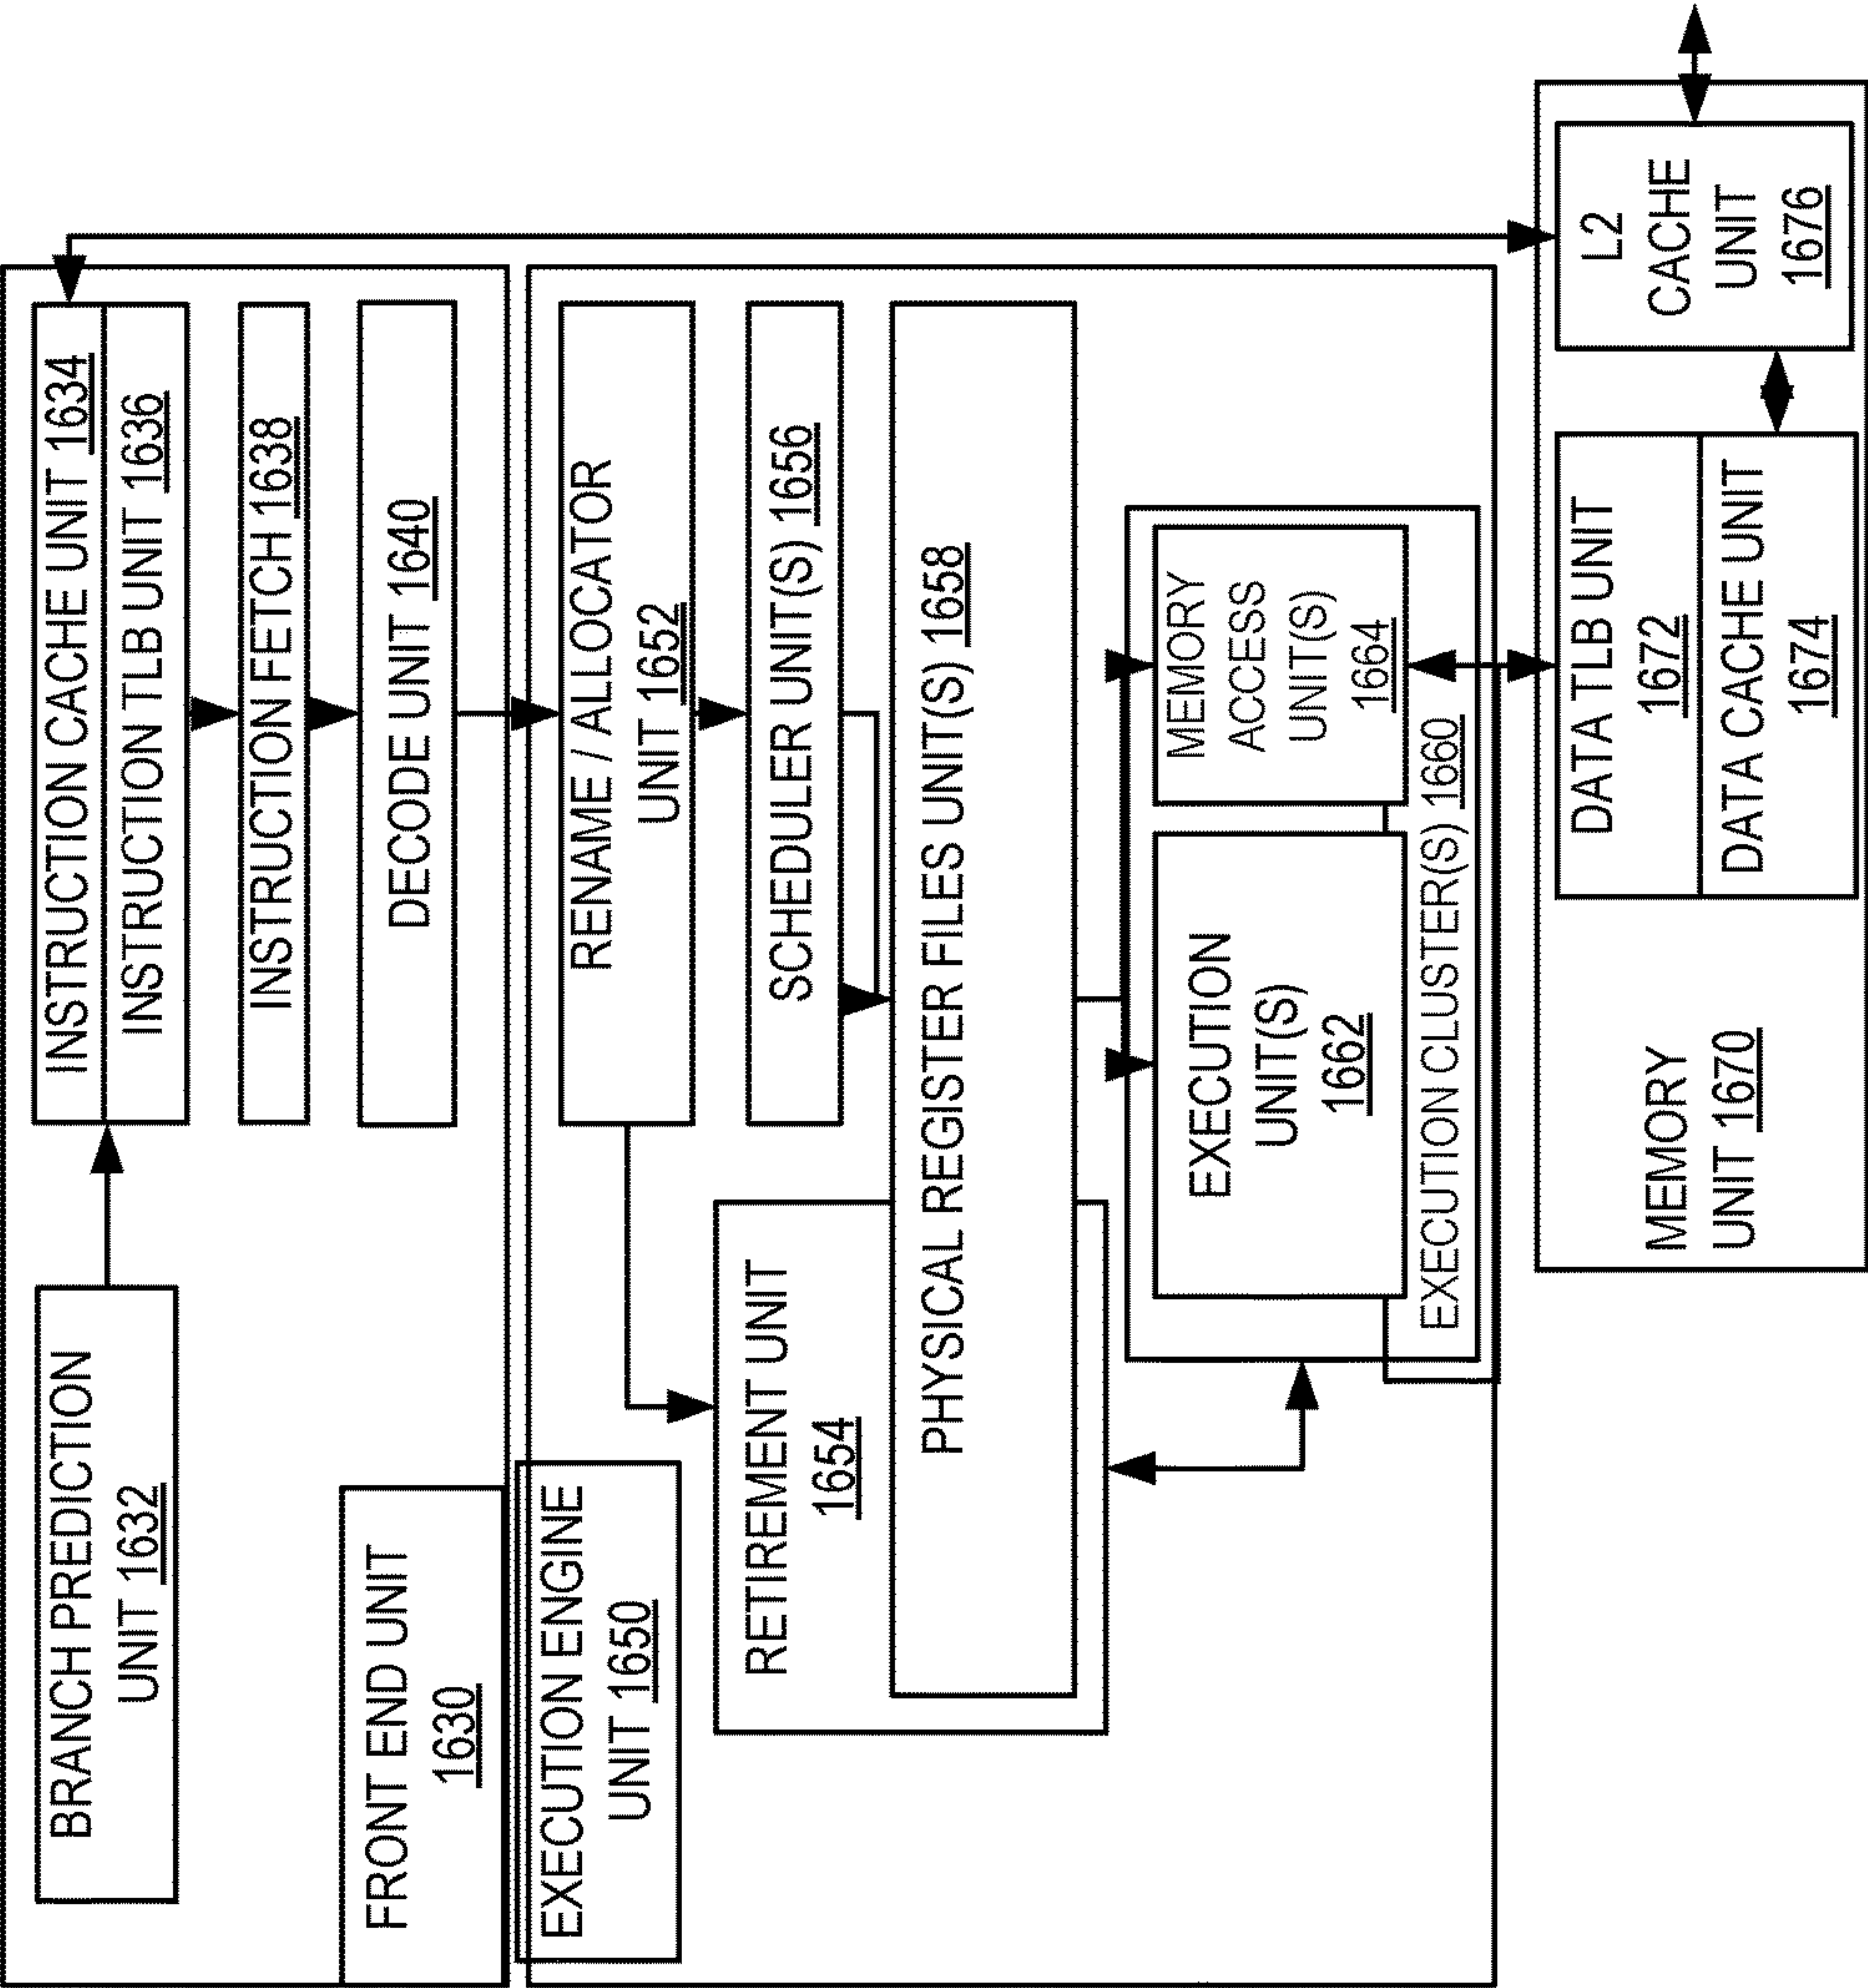 BRANCH PREDICTION
UNIT 1632
INSTRUCTION CACHE UNIT 1634
INSTRUCTION TLB UNIT 1636
INSTRUCTION FETCH 1638
DECODE UNIT 1640
FRONT END UNIT
1630
EXECUTION ENGINE
UNIT 1650
RENAME / ALLOCATOR
UNIT 1652
SCHEDULER UNIT(S) 1656
RETIREMENT UNIT
1654
PHYSICAL REGISTER FILES UNIT(S) 1658
EXECUTION
UNIT(S)
1662
MEMORY
ACCESS
UNIT(S)
1664
EXECUTION CLUSTER(S) 1660
MEMORY
UNIT 1670
DATA TLB UNIT
1672
DATA CACHE UNIT
1674
L2
CACHE
UNIT
1676